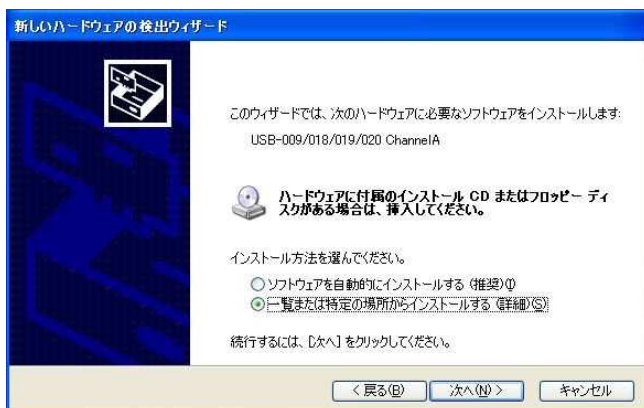 新しいハードウェアの検出ウィザード
このウィザードでは、次のハードウェアに必要なソフトウェアをインストールします:
USB-009/018/019/020 ChannelA
ハードウェアに付属のインストール CD またはフロッピー ディ
スクがある場合は、挿入してください。
インストール方法を選んでください。
ソフトウェアを自動的にインストールする (推奨)(I)
一覧または特定の場所からインストールする (詳細)(S)
続行するには、[次へ] をクリックしてください。
< 戻る(B)
次へ(N) >
キャンセル